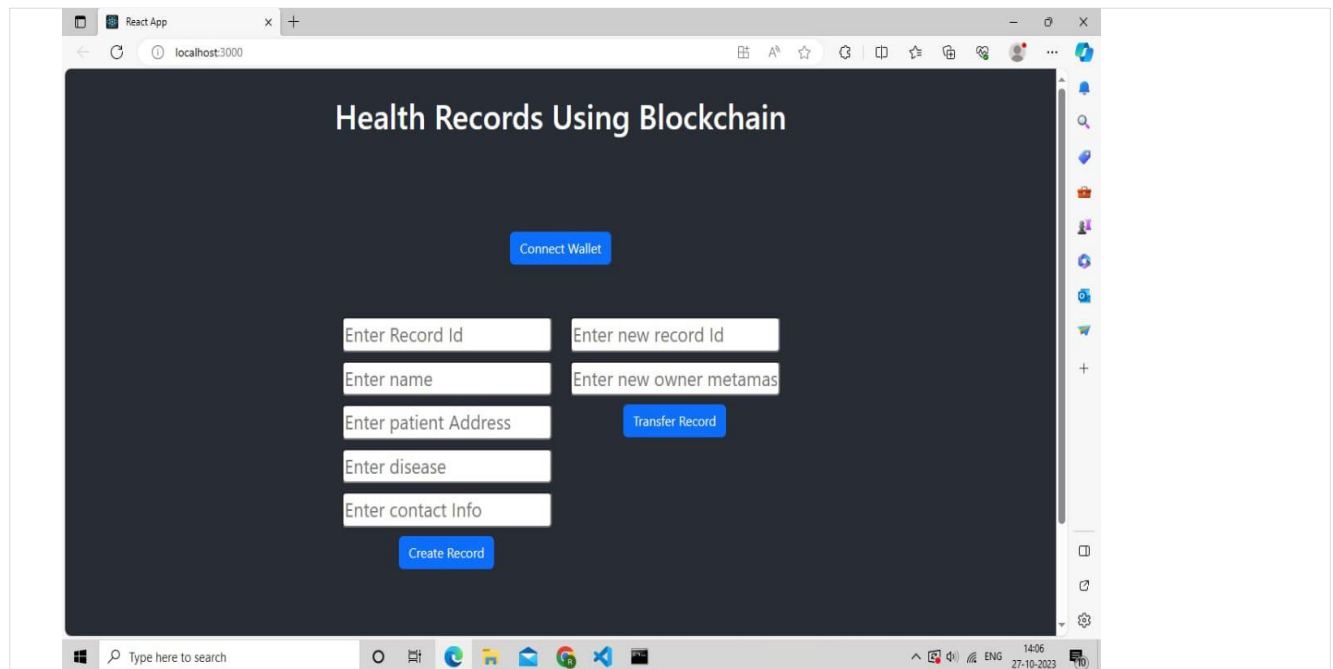 React App
localhost:3000
Health Records Using Blockchain
Connect Wallet
Enter Record Id
Enter new record Id
Enter name
Enter new owner metamas
Enter patient Address
Transfer Record
Enter disease
Enter contact Info
Create Record
Type here to search
ENG
14:06
27-10-2023